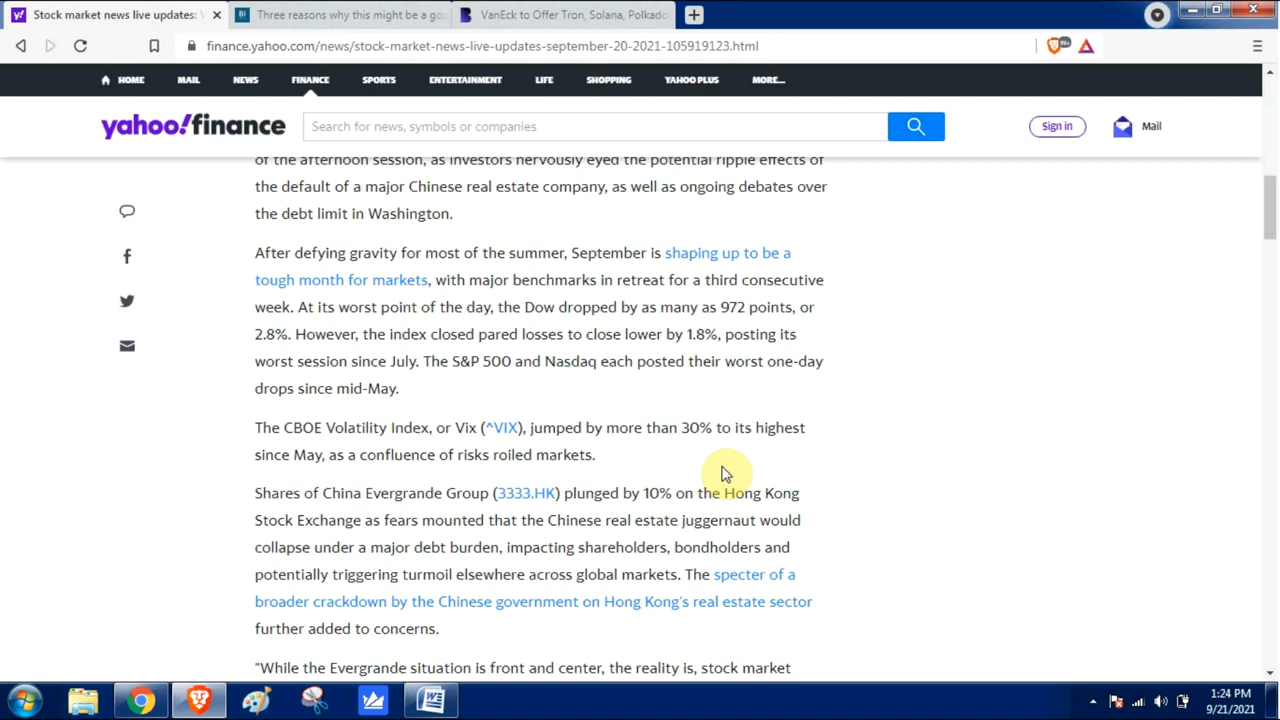 Stock market news live updates: W
Three reasons why this might be a go
VanEck to Offer Tron, Solana, Polkado
finance.yahoo.com/news/stock-market-news-live-updates-september-20-2021-105919123.html
99+
HOME MAIL NEWS FINANCE SPORTS ENTERTAINMENT LIFE SHOPPING YAHOO PLUS MORE...
yahoo!finance
Search for news, symbols or companies
Sign in
Mail
of the afternoon session, as investors nervously eyed the potential ripple effects of
the default of a major Chinese real estate company, as well as ongoing debates over
the debt limit in Washington.
After defying gravity for most of the summer, September is shaping up to be a
tough month for markets, with major benchmarks in retreat for a third consecutive
week. At its worst point of the day, the Dow dropped by as many as 972 points, or
2.8%. However, the index closed pared losses to close lower by 1.8%, posting its
worst session since July. The S&P 500 and Nasdaq each posted their worst one-day
drops since mid-May.
The CBOE Volatility Index, or Vix (^VIX), jumped by more than 30% to its highest
since May, as a confluence of risks roiled markets.
Shares of China Evergrande Group (3333.HK) plunged by 10% on the Hong Kong
Stock Exchange as fears mounted that the Chinese real estate juggernaut would
collapse under a major debt burden, impacting shareholders, bondholders and
potentially triggering turmoil elsewhere across global markets. The specter of a
broader crackdown by the Chinese government on Hong Kong's real estate sector
further added to concerns.
"While the Evergrande situation is front and center, the reality is, stock market
1:24 PM
9/21/2021